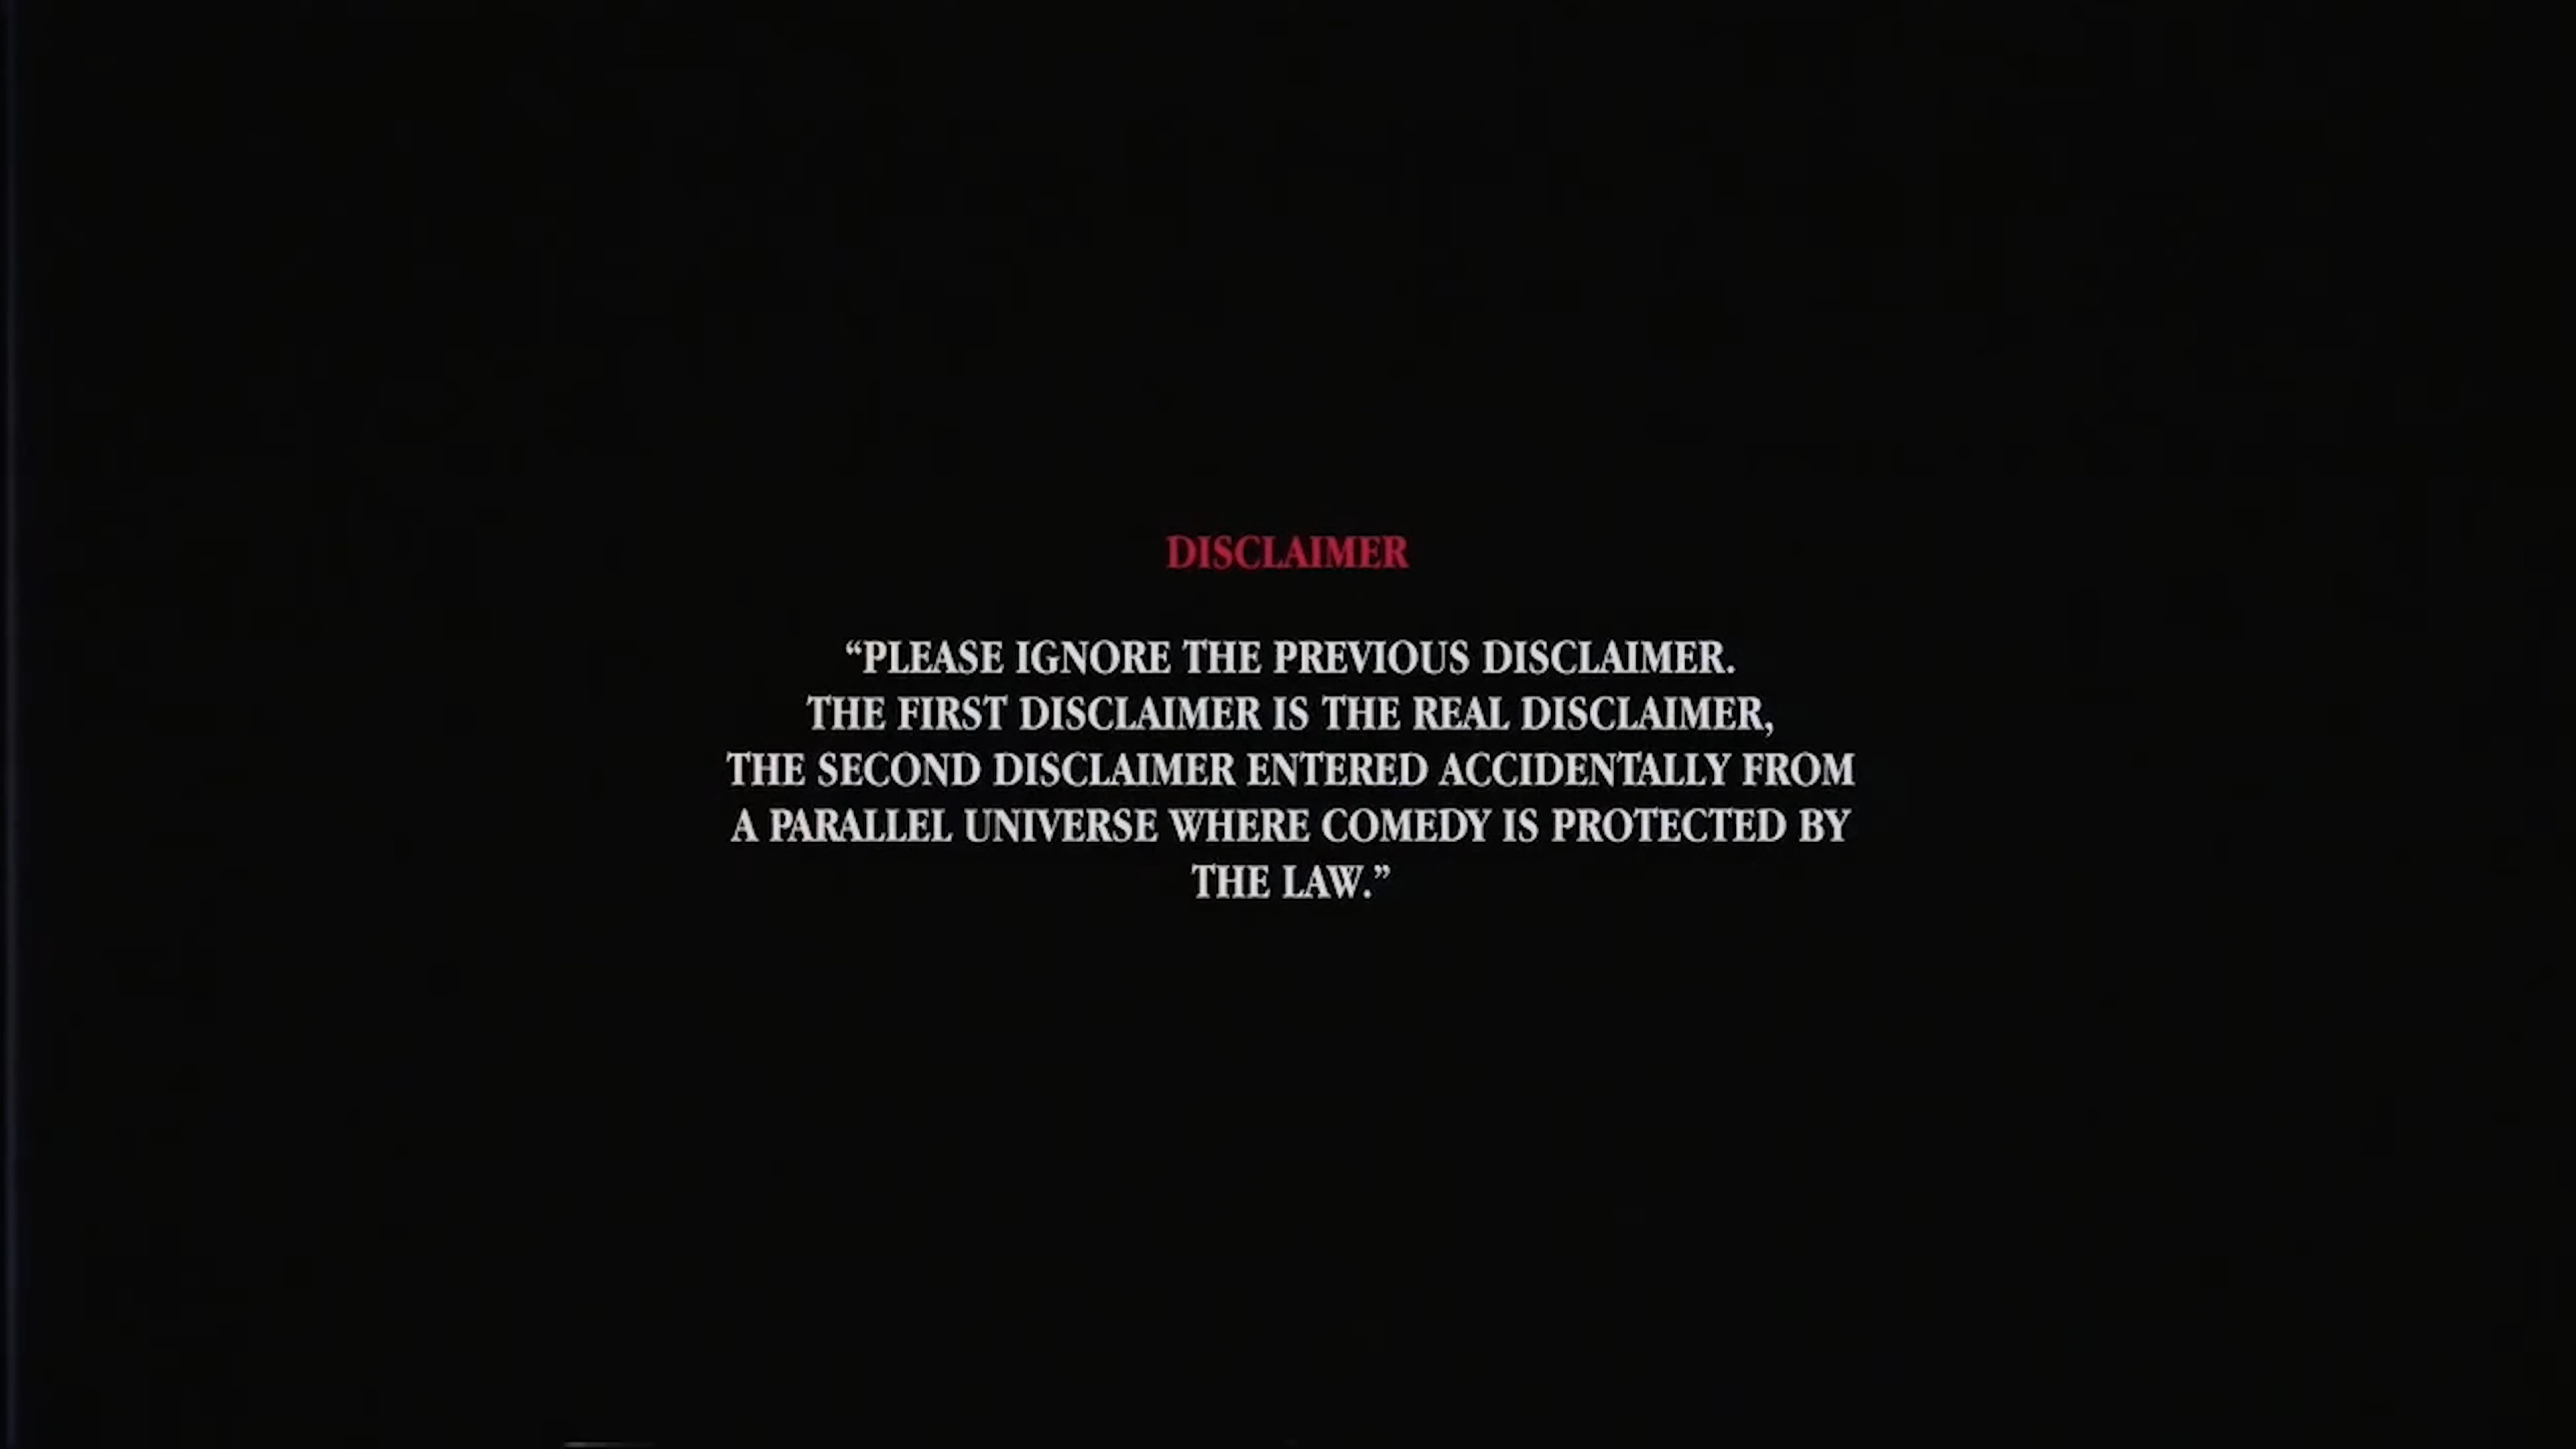 DISCLAIMER
“PLEASE IGNORE THE PREVIOUS DISCLAIMER.
THE FIRST DISCLAIMER IS THE REAL DISCLAIMER,
THE SECOND DISCLAIMER ENTERED ACCIDENTALLY FROM
A PARALLEL UNIVERSE WHERE COMEDY IS PROTECTED BY
THE LAW.”